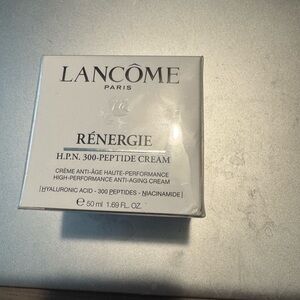 LANCÔME
PARIS
RÉNERGIE
H.P.N. 300-PEPTIDE CREAM
CRÈME ANTI-ÂGE HAUTE-PERFORMANCE
HIGH-PERFORMANCE ANTI-AGING CREAM
[HYALURONIC ACID - 300 PEPTIDES - NIACINAMIDE]
e 50 ml 1.69 FL. OZ.